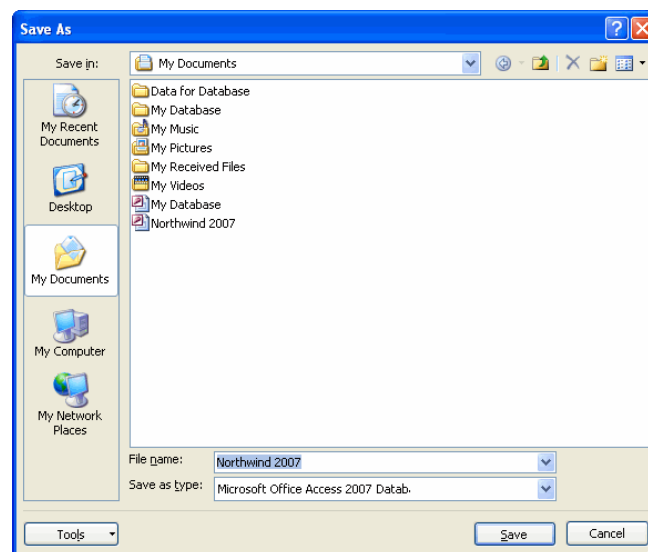 Save As
Save in:
My Documents
My Recent
Documents
Desktop
My Documents
My Computer
My Network
Places
Data for Database
My Database
My Music
My Pictures
My Received Files
My Videos
My Database
Northwind 2007
File name:
Northwind 2007
Save as type:
Microsoft Office Access 2007 Datab
Tools
Save
Cancel